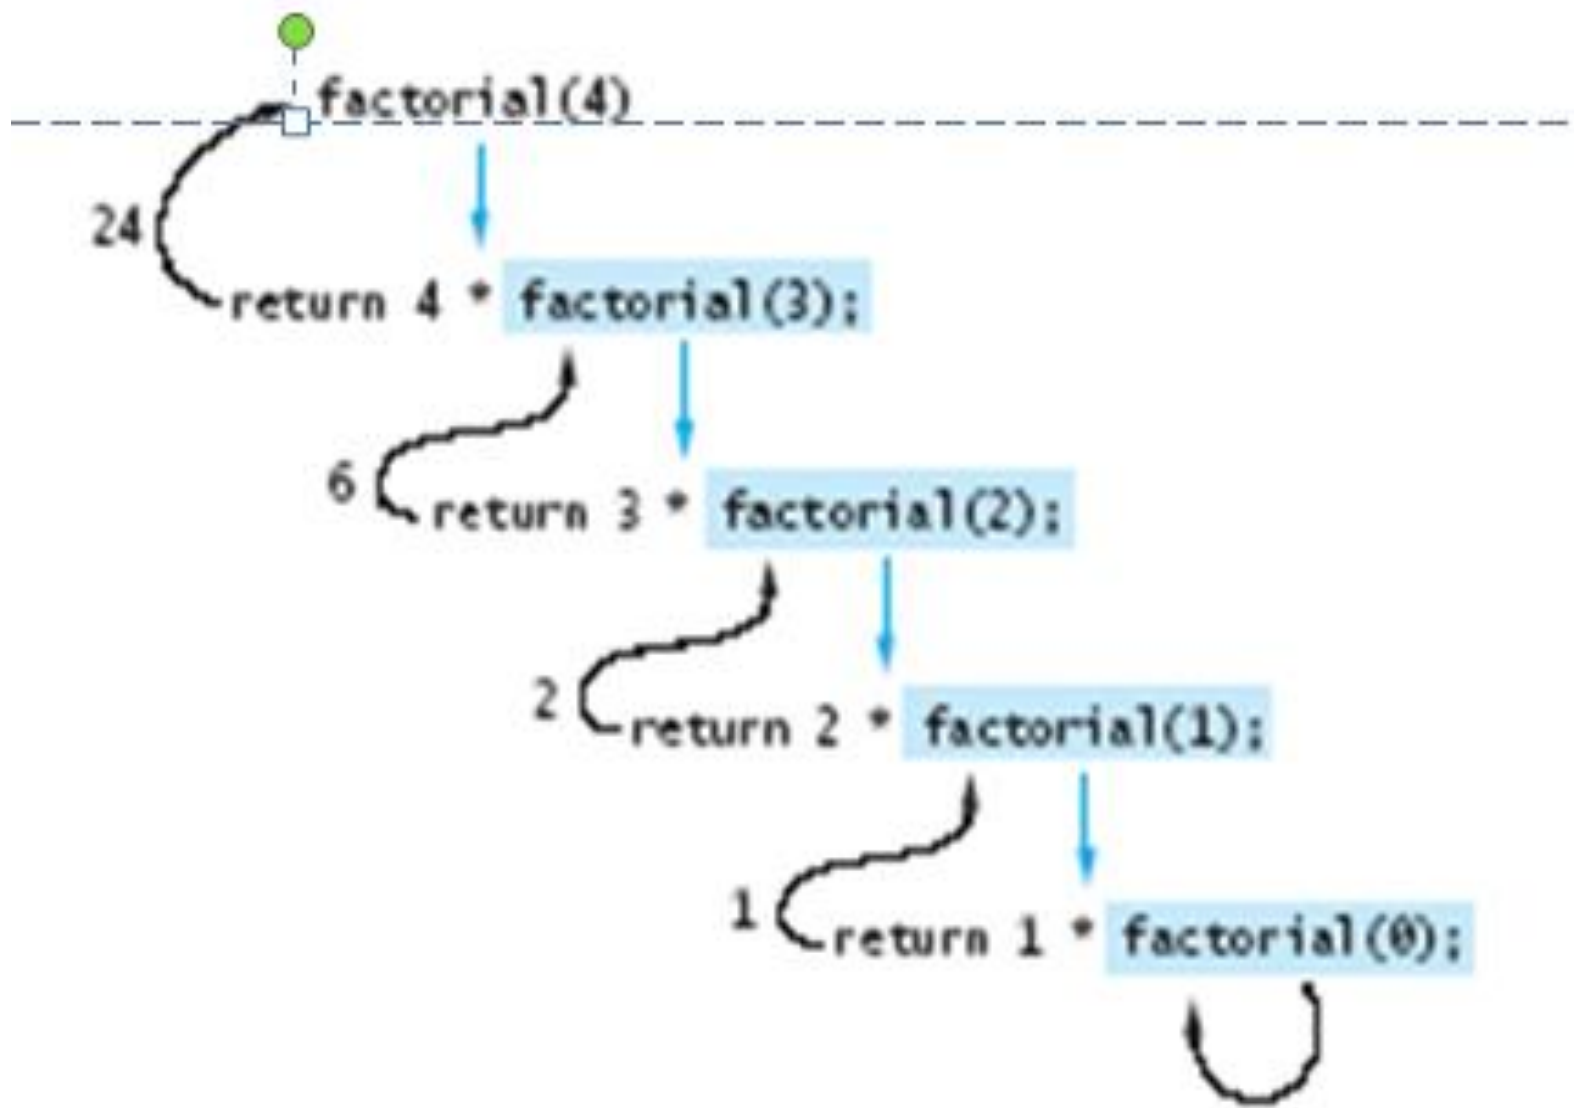 factorial(4)
24
return 4 * factorial(3);
6
return 3 * factorial(2);
2
return 2 * factorial(1);
1
return 1 * factorial(0);